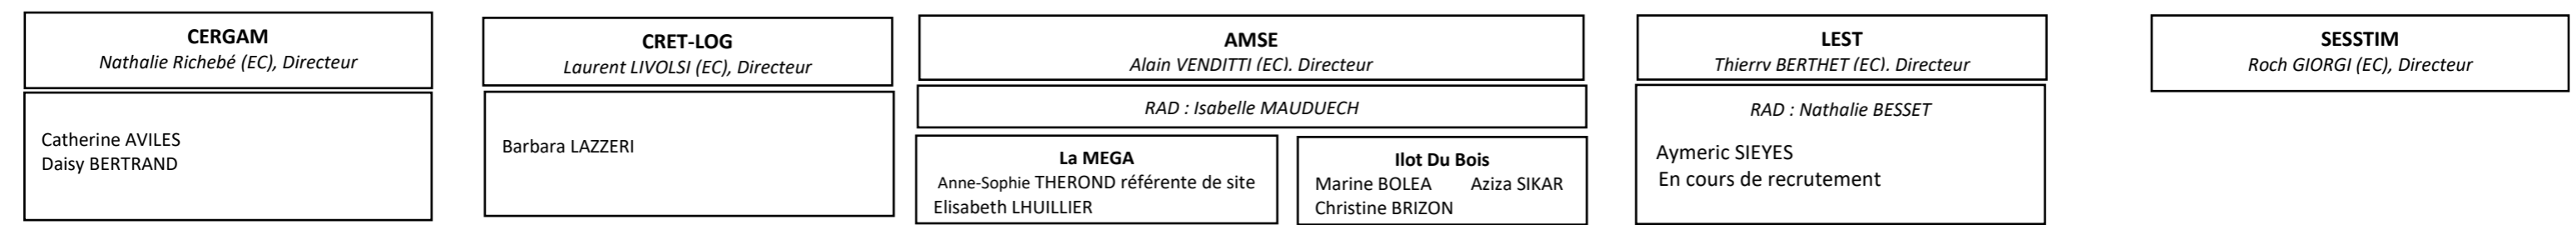 CERGAM
Nathalie Richebé (EC), Directeur
Catherine AVILES
Daisy BERTRAND
CRET-LOG
Laurent LIVOLSI (EC), Directeur
Barbara LAZZERI
AMSE
Alain VENDITTI (EC). Directeur
RAD : Isabelle MAUDUECH
La MEGA
Anne-Sophie THEROND référente de site
Elisabeth LHUILLIER
Ilot Du Bois
Marine BOLEA Aziza SIKAR
Christine BRIZON
LEST
Thierry BERTHET (EC). Directeur
RAD : Nathalie BESSET
Aymeric SIEYES
En cours de recrutement
SESSTIM
Roch GIORGI (EC), Directeur